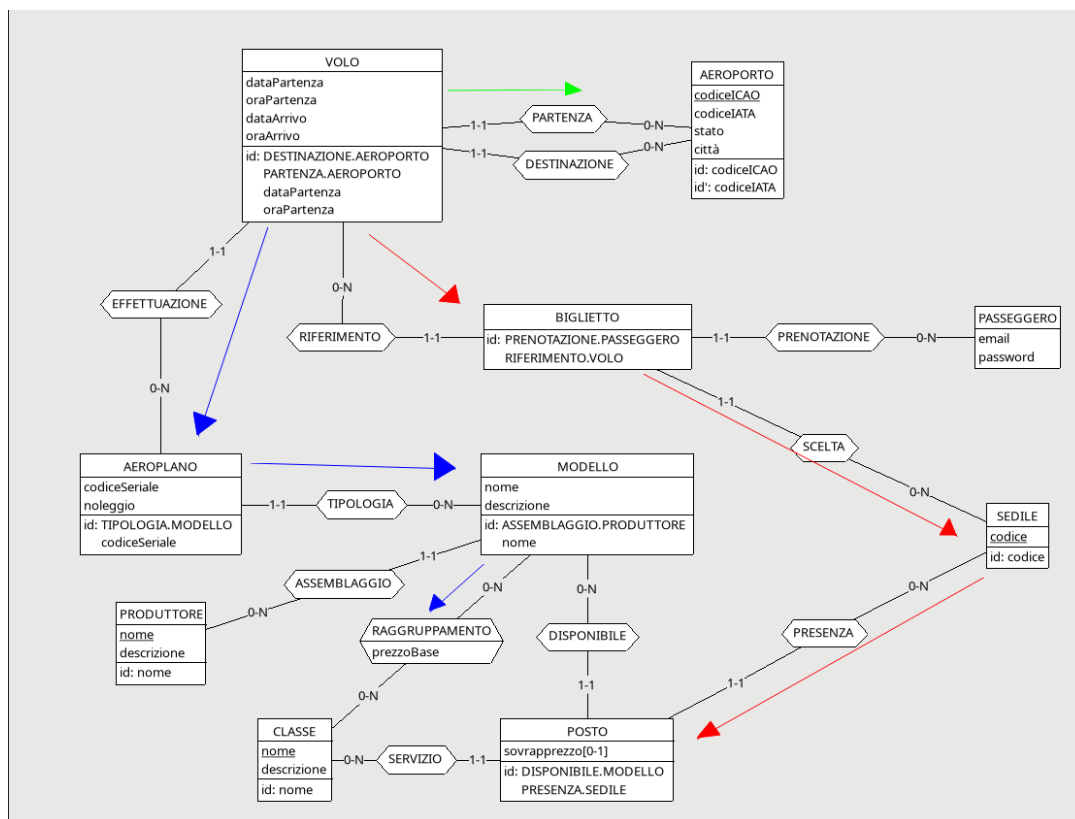 VOLO
dataPartenza
oraPartenza
dataArrivo
oraArrivo
id: DESTINAZIONE.AEROPORTO
PARTENZA.AEROPORTO
dataPartenza
oraPartenza
1-1
PARTENZA
0-N
1-1
DESTINAZIONE
0-N
AEROPORTO
codiceICAO
codiceIATA
stato
città
id: codiceICAO
id': codiceIATA
1-1
EFFETTUAZIONE
0-N
0-N
RIFERIMENTO
1-1
BIGLIETTO
id: PRENOTAZIONE.PASSEGGERO
RIFERIMENTO.VOLO
1-1
PRENOTAZIONE
0-N
PASSEGGERO
email
password
1-1
SCELTA
0-N
AEROPLANO
codiceSeriale
noleggio
id: TIPOLOGIA.MODELLO
codiceSeriale
1-1
TIPOLOGIA
0-N
MODELLO
nome
descrizione
id: ASSEMBLAGGIO.PRODUTTORE
nome
SEDILE
codice
id: codice
1-1
ASSEMBLAGGIO
0-N
PRODUTTORE
nome
descrizione
id: nome
0-N
RAGGRUPPAMENTO
prezzoBase
0-N
0-N
DISPONIBILE
1-1
0-N
PRESENZA
1-1
CLASSE
nome
descrizione
id: nome
0-N
SERVIZIO
1-1
POSTO
sovrapprezzo[0-1]
id: DISPONIBILE.MODELLO
PRESENZA.SEDILE